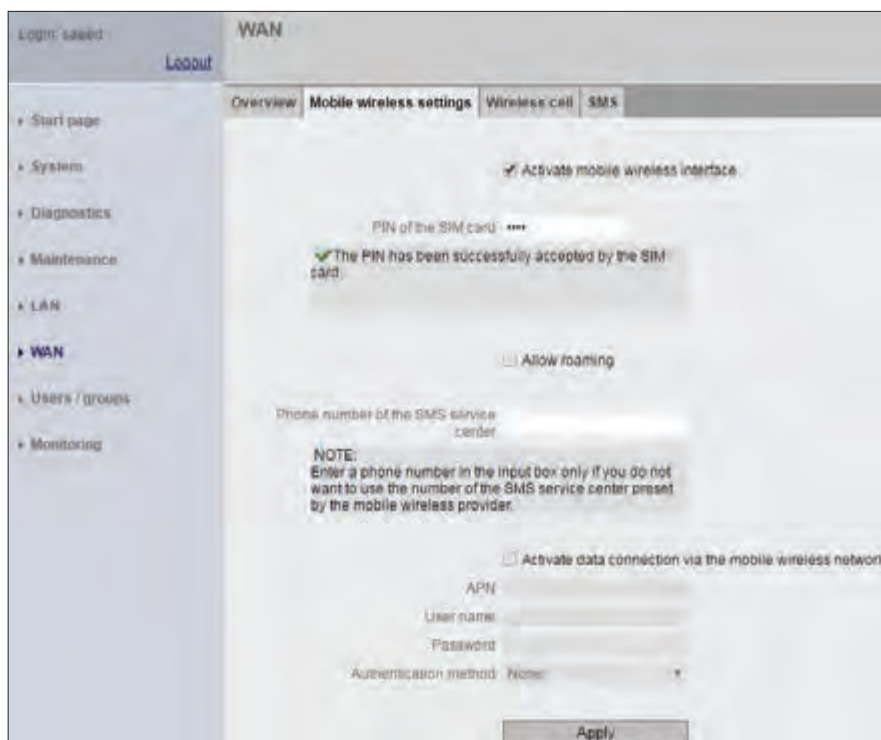 Login: saeed
Logout
WAN
Overview
Mobile wireless settings
Wireless cell
SMS
Start page
System
Diagnostics
Maintenance
LAN
WAN
Users / groups
Monitoring
Activate mobile wireless interface
PIN of the SIM card ••••
The PIN has been successfully accepted by the SIM
card.
Allow roaming
Phone number of the SMS service
center
NOTE:
Enter a phone number in the input box only if you do not
want to use the number of the SMS service center preset
by the mobile wireless provider.
Activate data connection via the mobile wireless network
APN
User name
Password
Authentication method None
Apply